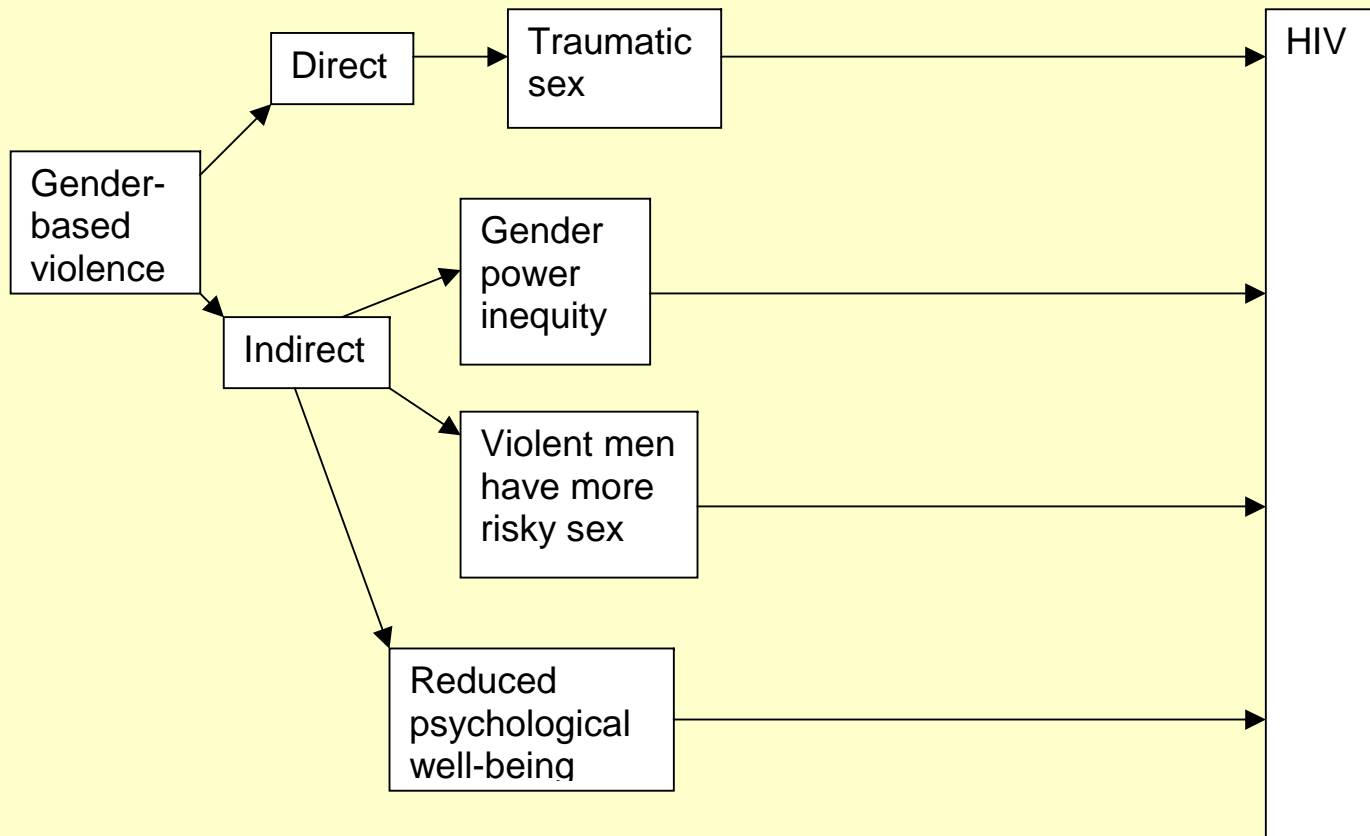 Direct
Traumatic
sex
HIV
Gender-
based
violence
Gender
power
inequity
Indirect
Violent men
have more
risky sex
Reduced
psychological
well-being